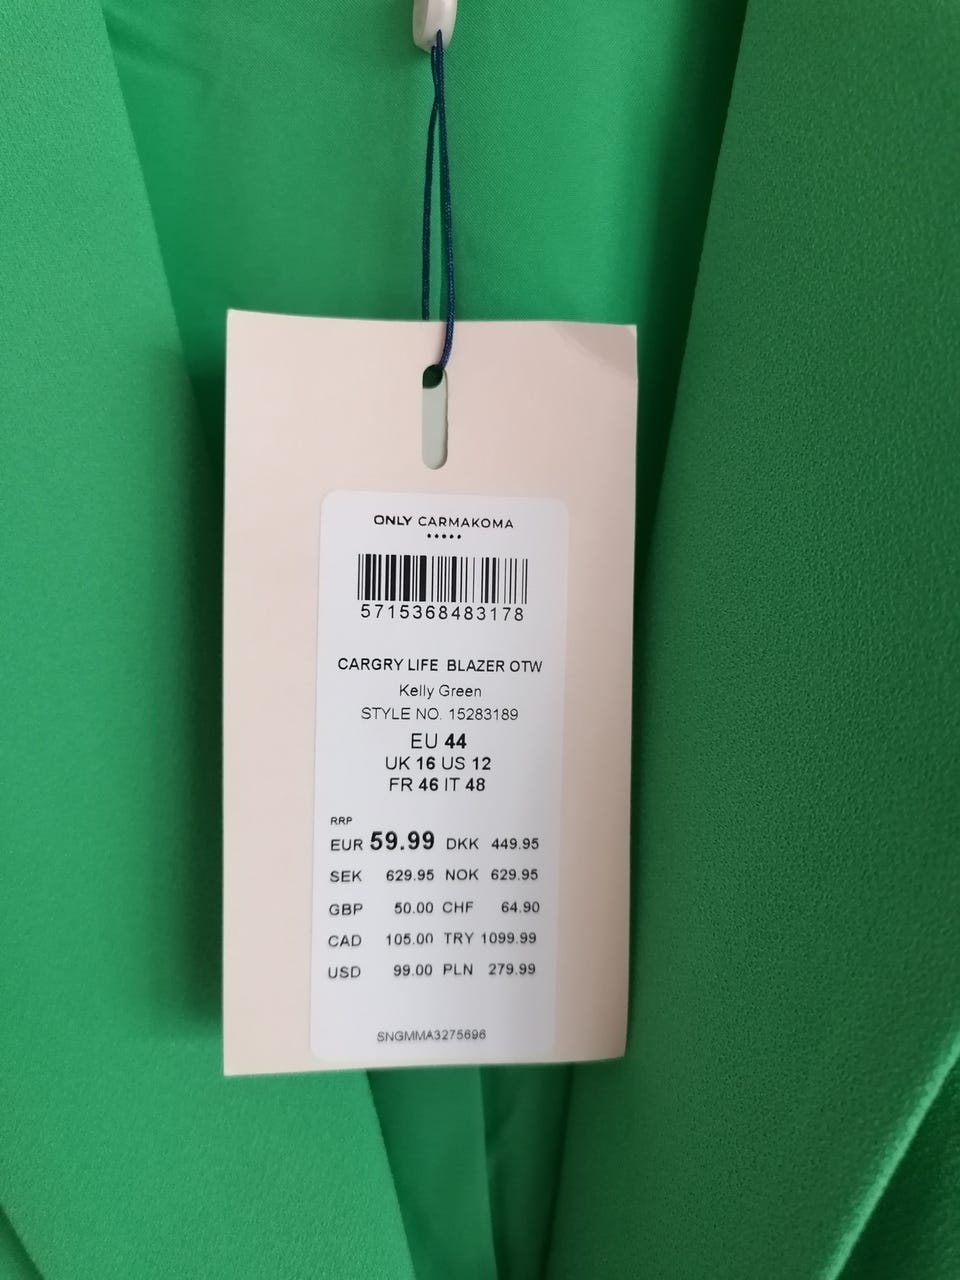 ONLY CARMAKOMA
5715368483178
CARGRY LIFE BLAZER OTW
Kelly Green
STYLE NO. 15283189
EU 44
UK 16 US 12
FR 46 IT 48
RRP
EUR 59.99 DKK 449.95
SEK 629.95 NOK 629.95
GBP 50.00 CHF 64.90
CAD 105.00 TRY 1099.99
USD 99.00 PLN 279.99
SNGMMA3275696